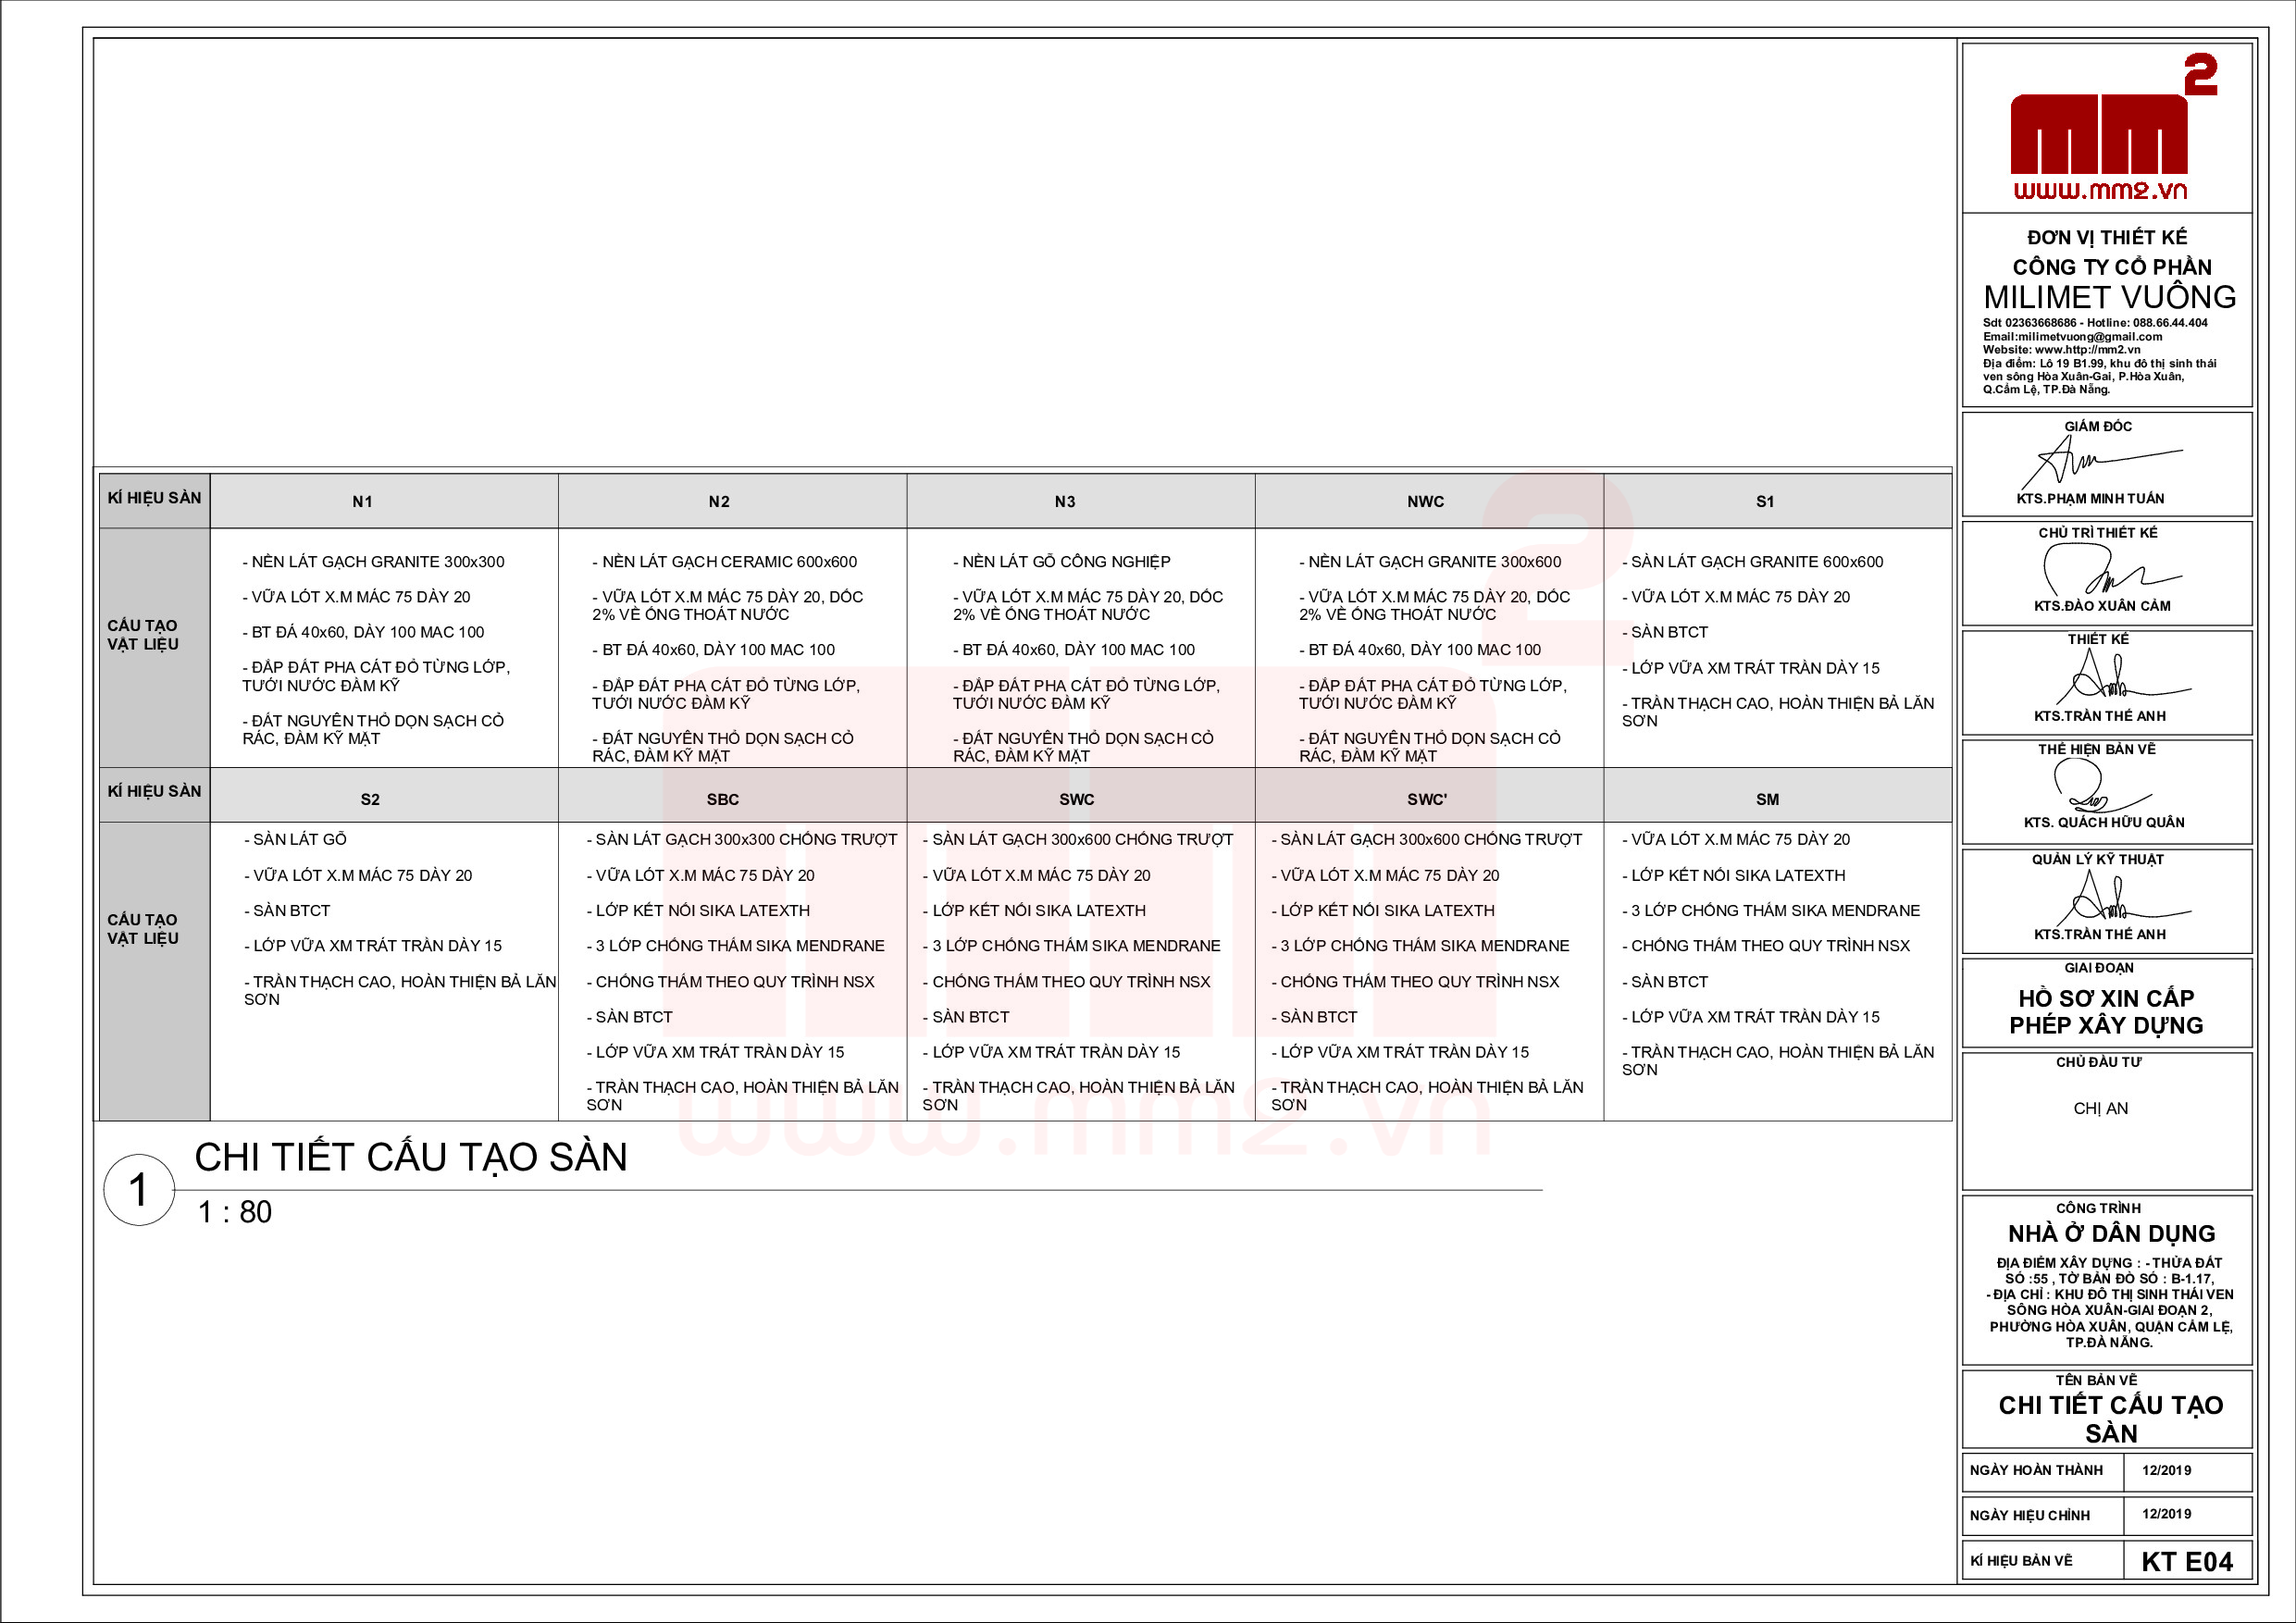 KÍ HIỆU SÀN
N1
N2
N3
NWC
S1
CẤU TẠO
VẬT LIỆU
- NỀN LÁT GẠCH GRANITE 300x300
- VỮA LÓT X.M MÁC 75 DÀY 20
- BT ĐÁ 40x60, DÀY 100 MAC 100
- ĐẮP ĐẤT PHA CÁT ĐỔ TỪNG LỚP,
TƯỚI NƯỚC ĐẦM KỸ
- ĐẤT NGUYÊN THỔ DỌN SẠCH CỎ
RÁC, ĐẦM KỸ MẶT
- NỀN LÁT GẠCH CERAMIC 600x600
- VỮA LÓT X.M MÁC 75 DÀY 20, DỐC
2% VỀ ỐNG THOÁT NƯỚC
- BT ĐÁ 40x60, DÀY 100 MAC 100
- ĐẮP ĐẤT PHA CÁT ĐỔ TỪNG LỚP,
TƯỚI NƯỚC ĐẦM KỸ
- ĐẤT NGUYÊN THỔ DỌN SẠCH CỎ
RÁC, ĐẦM KỸ MẶT
- NỀN LÁT GỖ CÔNG NGHIỆP
- VỮA LÓT X.M MÁC 75 DÀY 20, DỐC
2% VỀ ỐNG THOÁT NƯỚC
- BT ĐÁ 40x60, DÀY 100 MAC 100
- ĐẮP ĐẤT PHA CÁT ĐỔ TỪNG LỚP,
TƯỚI NƯỚC ĐẦM KỸ
- ĐẤT NGUYÊN THỔ DỌN SẠCH CỎ
RÁC, ĐẦM KỸ MẶT
- NỀN LÁT GẠCH GRANITE 300x600
- VỮA LÓT X.M MÁC 75 DÀY 20, DỐC
2% VỀ ỐNG THOÁT NƯỚC
- BT ĐÁ 40x60, DÀY 100 MAC 100
- ĐẮP ĐẤT PHA CÁT ĐỔ TỪNG LỚP,
TƯỚI NƯỚC ĐẦM KỸ
- ĐẤT NGUYÊN THỔ DỌN SẠCH CỎ
RÁC, ĐẦM KỸ MẶT
- SÀN LÁT GẠCH GRANITE 600x600
- VỮA LÓT X.M MÁC 75 DÀY 20
- SÀN BTCT
- LỚP VỮA XM TRÁT TRẦN DÀY 15
- TRẦN THẠCH CAO, HOÀN THIỆN BẢ LĂN
SƠN
KÍ HIỆU SÀN
S2
SBC
SWC
SWC'
SM
CẤU TẠO
VẬT LIỆU
- SÀN LÁT GỖ
- VỮA LÓT X.M MÁC 75 DÀY 20
- SÀN BTCT
- LỚP VỮA XM TRÁT TRẦN DÀY 15
- TRẦN THẠCH CAO, HOÀN THIỆN BẢ LĂN
SƠN
- SÀN LÁT GẠCH 300x300 CHỐNG TRƯỢT
- VỮA LÓT X.M MÁC 75 DÀY 20
- LỚP KẾT NỐI SIKA LATEXTH
- 3 LỚP CHỐNG THẤM SIKA MENDRANE
- CHỐNG THẤM THEO QUY TRÌNH NSX
- SÀN BTCT
- LỚP VỮA XM TRÁT TRẦN DÀY 15
- TRẦN THẠCH CAO, HOÀN THIỆN BẢ LĂN
SƠN
- SÀN LÁT GẠCH 300x600 CHỐNG TRƯỢT
- VỮA LÓT X.M MÁC 75 DÀY 20
- LỚP KẾT NỐI SIKA LATEXTH
- 3 LỚP CHỐNG THẤM SIKA MENDRANE
- CHỐNG THẤM THEO QUY TRÌNH NSX
- SÀN BTCT
- LỚP VỮA XM TRÁT TRẦN DÀY 15
- TRẦN THẠCH CAO, HOÀN THIỆN BẢ LĂN
SƠN
- SÀN LÁT GẠCH 300x600 CHỐNG TRƯỢT
- VỮA LÓT X.M MÁC 75 DÀY 20
- LỚP KẾT NỐI SIKA LATEXTH
- 3 LỚP CHỐNG THẤM SIKA MENDRANE
- CHỐNG THẤM THEO QUY TRÌNH NSX
- SÀN BTCT
- LỚP VỮA XM TRÁT TRẦN DÀY 15
- TRẦN THẠCH CAO, HOÀN THIỆN BẢ LĂN
SƠN
- VỮA LÓT X.M MÁC 75 DÀY 20
- LỚP KẾT NỐI SIKA LATEXTH
- 3 LỚP CHỐNG THẤM SIKA MENDRANE
- CHỐNG THẤM THEO QUY TRÌNH NSX
- SÀN BTCT
- LỚP VỮA XM TRÁT TRẦN DÀY 15
- TRẦN THẠCH CAO, HOÀN THIỆN BẢ LĂN
SƠN
mm2
www.mm2.vn
1
CHI TIẾT CẤU TẠO SÀN
1 : 80
mm2
www.mm2.vn
ĐƠN VỊ THIẾT KẾ
CÔNG TY CỔ PHẦN
MILIMET VUÔNG
Sdt 02363668686 - Hotline: 088.66.44.404
Email:milimetvuong@gmail.com
Website: www.http://mm2.vn
Địa điểm: Lô 19 B1.99, khu đô thị sinh thái
ven sông Hòa Xuân-Gai, P.Hòa Xuân,
Q.Cẩm Lệ, TP.Đà Nẵng.
GIÁM ĐỐC
KTS.PHẠM MINH TUẤN
CHỦ TRÌ THIẾT KẾ
KTS.ĐÀO XUÂN CẢM
THIẾT KẾ
KTS.TRẦN THẾ ANH
THỂ HIỆN BẢN VẼ
KTS. QUÁCH HỮU QUÂN
QUẢN LÝ KỸ THUẬT
KTS.TRẦN THẾ ANH
GIAI ĐOẠN
HỒ SƠ XIN CẤP
PHÉP XÂY DỰNG
CHỦ ĐẦU TƯ
CHỊ AN
CÔNG TRÌNH
NHÀ Ở DÂN DỤNG
ĐỊA ĐIỂM XÂY DỰNG : - THỬA ĐẤT
SỐ :55 , TỜ BẢN ĐỒ SỐ : B-1.17,
- ĐỊA CHỈ : KHU ĐÔ THỊ SINH THÁI VEN
SÔNG HÒA XUÂN-GIAI ĐOẠN 2,
PHƯỜNG HÒA XUÂN, QUẬN CẨM LỆ,
TP.ĐÀ NẴNG.
TÊN BẢN VẼ
CHI TIẾT CẤU TẠO
SÀN
NGÀY HOÀN THÀNH
12/2019
NGÀY HIỆU CHỈNH
12/2019
KÍ HIỆU BẢN VẼ
KT E04